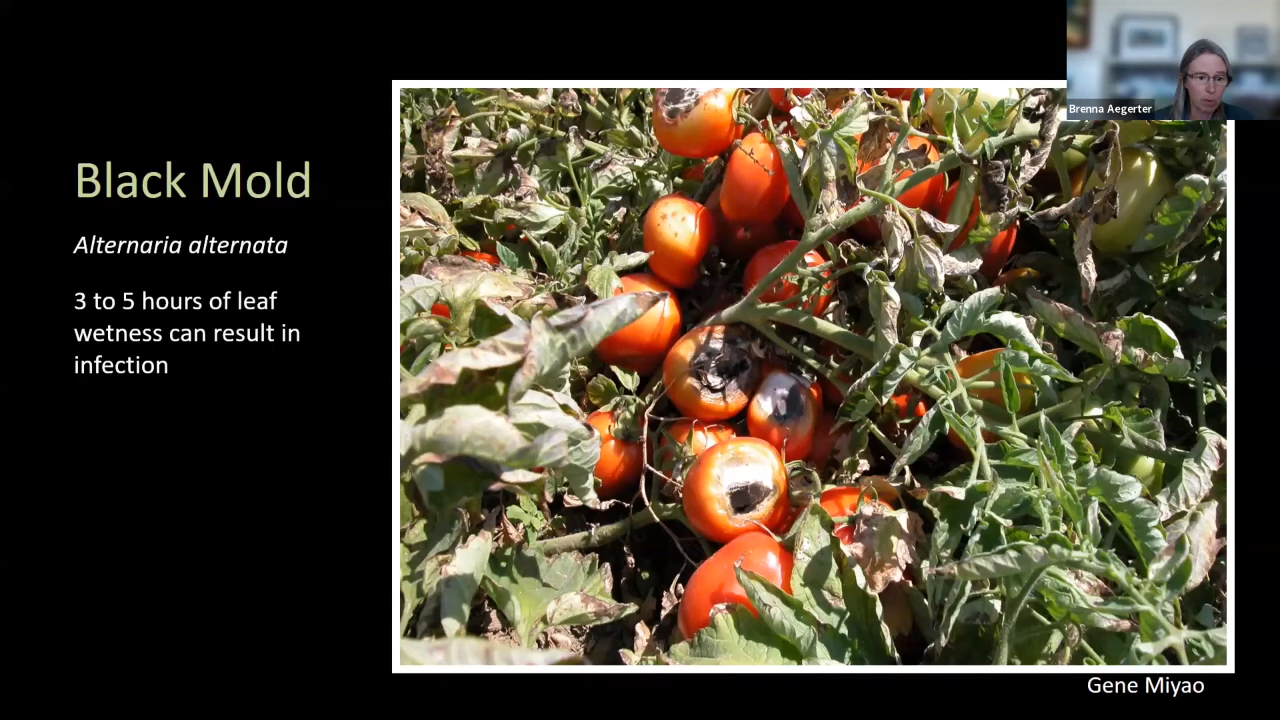 Brenna Aegerter
Black Mold
Alternaria alternata
3 to 5 hours of leaf
wetness can result in
infection
Gene Miyao